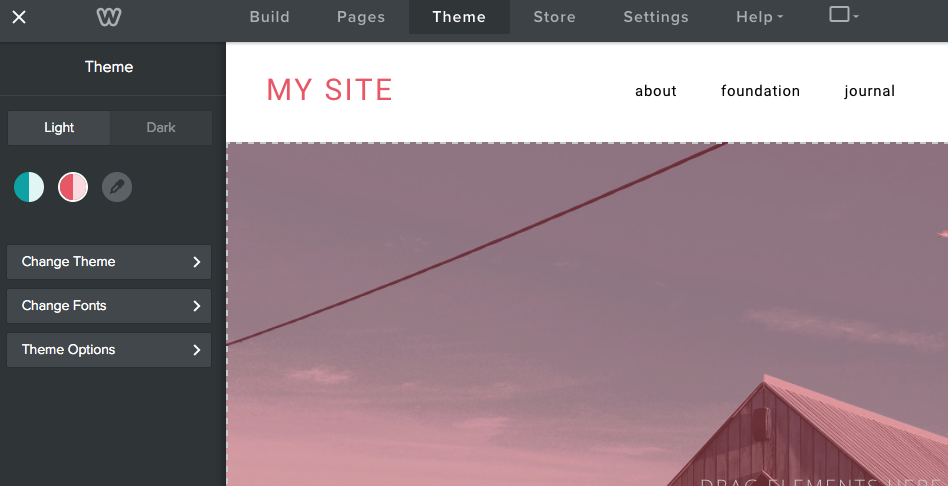 Build Pages Theme Store Settings Help
Theme
Light Dark
Change Theme
Change Fonts
Theme Options
MY SITE
about foundation journal
DRAG ELEMENTS HERE